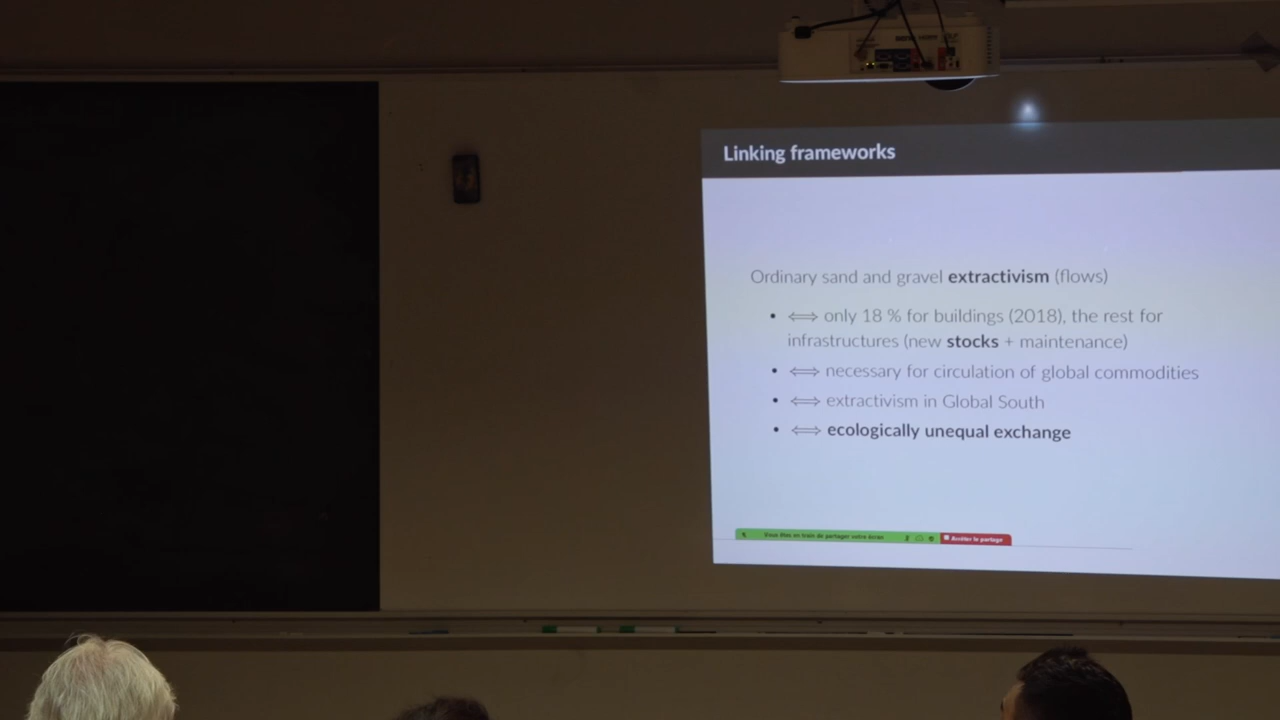 Linking frameworks
Ordinary sand and gravel extractivism (flows)
• ⟺ only 18 % for buildings (2018), the rest for
infrastructures (new stocks + maintenance)
• ⟺ necessary for circulation of global commodities
• ⟺ extractivism in Global South
• ⟺ ecologically unequal exchange
Vous êtes en train de partager votre écran Arrêter le partage